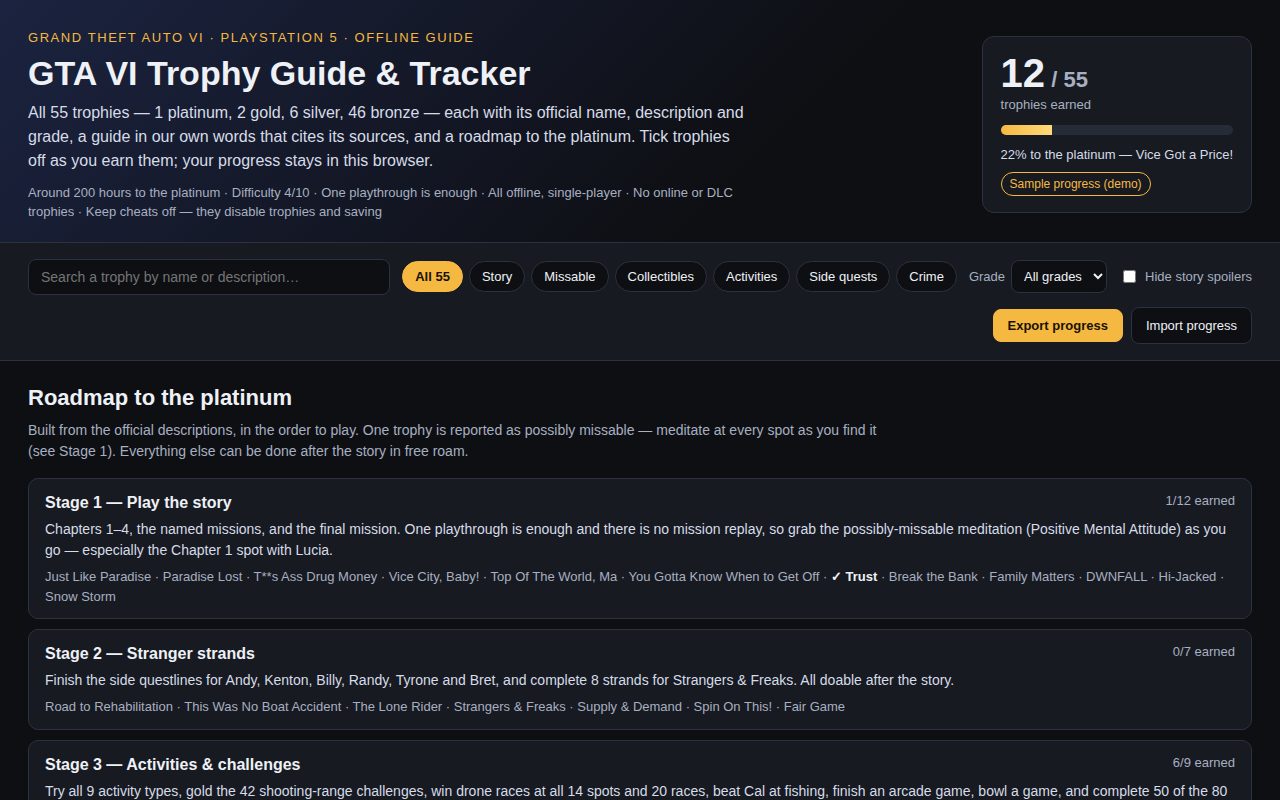 GRAND THEFT AUTO VI · PLAYSTATION 5 · OFFLINE GUIDE
GTA VI Trophy Guide & Tracker
All 55 trophies — 1 platinum, 2 gold, 6 silver, 46 bronze — each with its official name, description and
grade, a guide in our own words that cites its sources, and a roadmap to the platinum. Tick trophies
off as you earn them; your progress stays in this browser.
Around 200 hours to the platinum · Difficulty 4/10 · One playthrough is enough · All offline, single-player · No online or DLC
trophies · Keep cheats off — they disable trophies and saving
12 / 55
trophies earned
22% to the platinum — Vice Got a Price!
Sample progress (demo)
Search a trophy by name or description…
All 55
Story
Missable
Collectibles
Activities
Side quests
Crime
Grade
All grades
Hide story spoilers
Export progress
Import progress
Roadmap to the platinum
Built from the official descriptions, in the order to play. One trophy is reported as possibly missable — meditate at every spot as you find it
(see Stage 1). Everything else can be done after the story in free roam.
Stage 1 — Play the story
1/12 earned
Chapters 1–4, the named missions, and the final mission. One playthrough is enough and there is no mission replay, so grab the possibly-missable meditation (Positive Mental Attitude) as you
go — especially the Chapter 1 spot with Lucia.
Just Like Paradise · Paradise Lost · T**s Ass Drug Money · Vice City, Baby! · Top Of The World, Ma · You Gotta Know When to Get Off · ✓ Trust · Break the Bank · Family Matters · DWNFALL · Hi-Jacked ·
Snow Storm
Stage 2 — Stranger strands
0/7 earned
Finish the side questlines for Andy, Kenton, Billy, Randy, Tyrone and Bret, and complete 8 strands for Strangers & Freaks. All doable after the story.
Road to Rehabilitation · This Was No Boat Accident · The Lone Rider · Strangers & Freaks · Supply & Demand · Spin On This! · Fair Game
Stage 3 — Activities & challenges
6/9 earned
Try all 9 activity types, gold the 42 shooting-range challenges, win drone races at all 14 spots and 20 races, beat Cal at fishing, finish an arcade game, bowl a game, and complete 50 of the 80